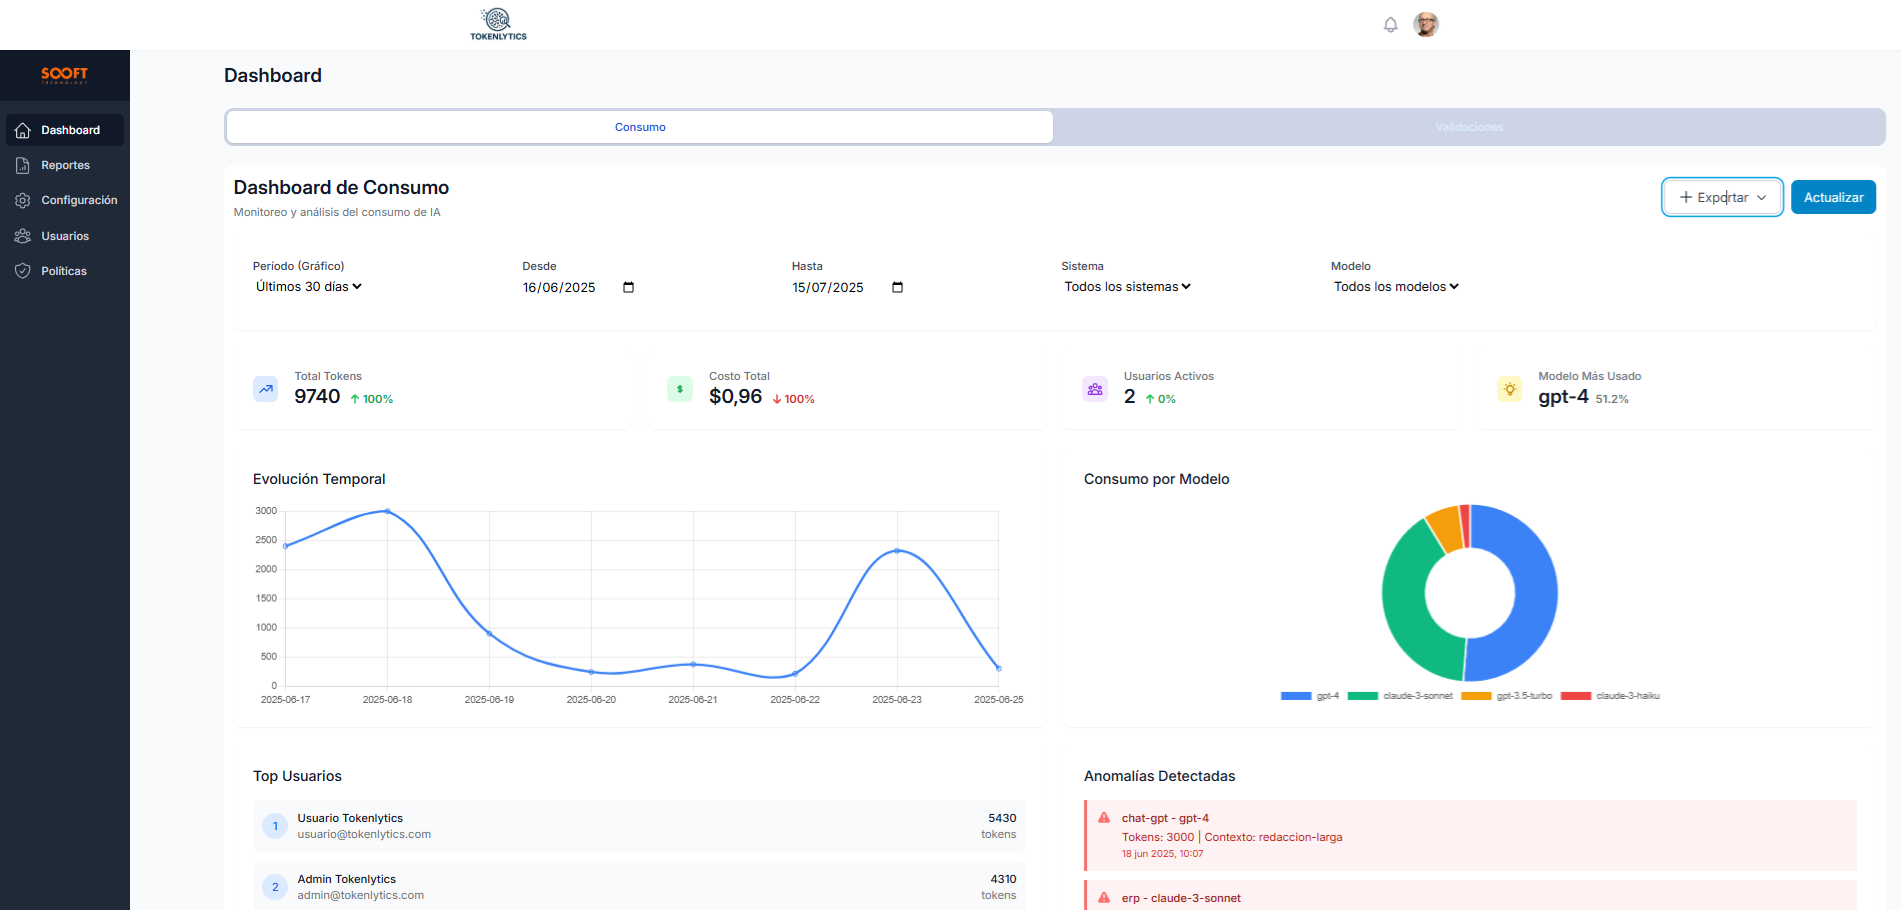 TOKENLYTICS
SOOFT
TECHNOLOGY
Dashboard
Reportes
Configuración
Usuarios
Políticas
Dashboard
Consumo
Validaciones
Dashboard de Consumo
Monitoreo y análisis del consumo de IA
Exportar
Actualizar
Período (Gráfico)
Últimos 30 días
Desde
16/06/2025
Hasta
15/07/2025
Sistema
Todos los sistemas
Modelo
Todos los modelos
Total Tokens
9740 ↑ 100%
Costo Total
$0,96 ↓ 100%
Usuarios Activos
2 ↑ 0%
Modelo Más Usado
gpt-4 51.2%
Evolución Temporal
3000
2500
2000
1500
1000
500
0
2025-06-17 2025-06-18 2025-06-19 2025-06-20 2025-06-21 2025-06-22 2025-06-23 2025-06-25
Consumo por Modelo
gpt-4 claude-3-sonnet gpt-3.5-turbo claude-3-haiku
Top Usuarios
1
Usuario Tokenlytics
usuario@tokenlytics.com
5430
tokens
2
Admin Tokenlytics
admin@tokenlytics.com
4310
tokens
Anomalías Detectadas
chat-gpt - gpt-4
Tokens: 3000 | Contexto: redaccion-larga
18 jun 2025, 10:07
erp - claude-3-sonnet